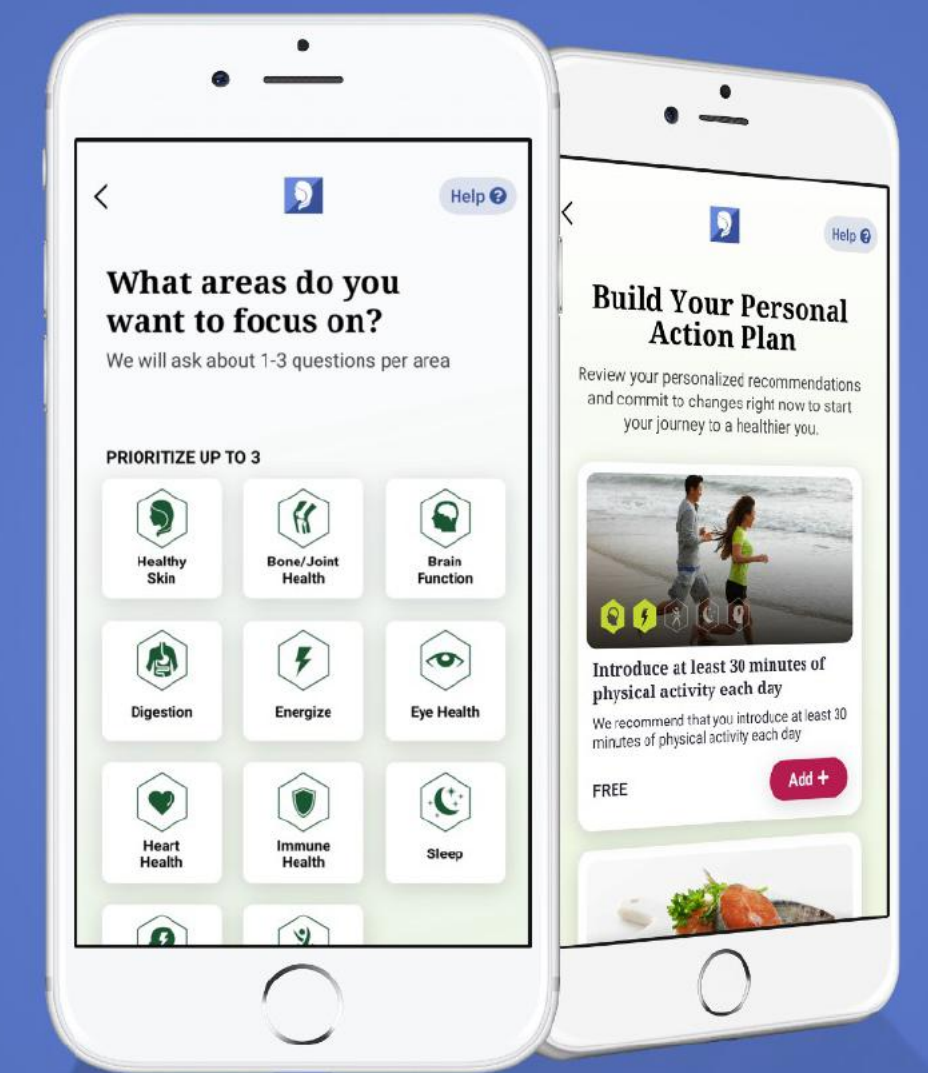 Help ?
What areas do you
want to focus on?
We will ask about 1-3 questions per area
PRIORITIZE UP TO 3
Healthy
Skin
Bone/Joint
Health
Brain
Function
Digestion
Energize
Eye Health
Heart
Health
Immune
Health
Sleep
Help ?
Build Your Personal
Action Plan
Review your personalized recommendations
and commit to changes right now to start
your journey to a healthier you.
Introduce at least 30 minutes of
physical activity each day
We recommend that you introduce at least 30
minutes of physical activity each day
FREE
Add +